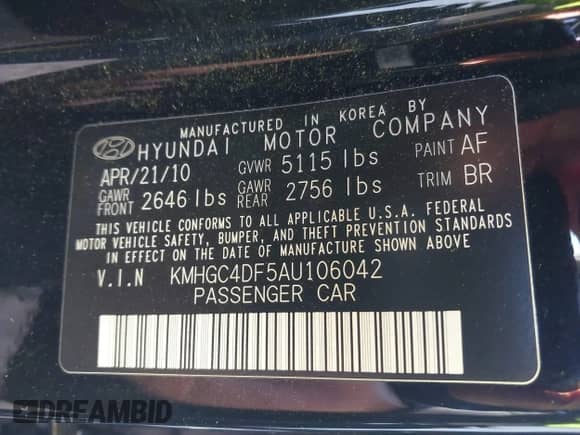 MANUFACTURED IN KOREA BY
HYUNDAI MOTOR COMPANY
APR/21/10 GVWR 5115 lbs PAINT AF
GAWR FRONT 2646 lbs GAWR REAR 2756 lbs TRIM BR
THIS VEHICLE CONFORMS TO ALL APPLICABLE U.S.A. FEDERAL
MOTOR VEHICLE SAFETY, BUMPER, AND THEFT PREVENTION STANDARDS
IN EFFECT ON THE DATE OF MANUFACTURE SHOWN ABOVE
V.I.N KMHGC4DF5AU106042
PASSENGER CAR
DREAMBID